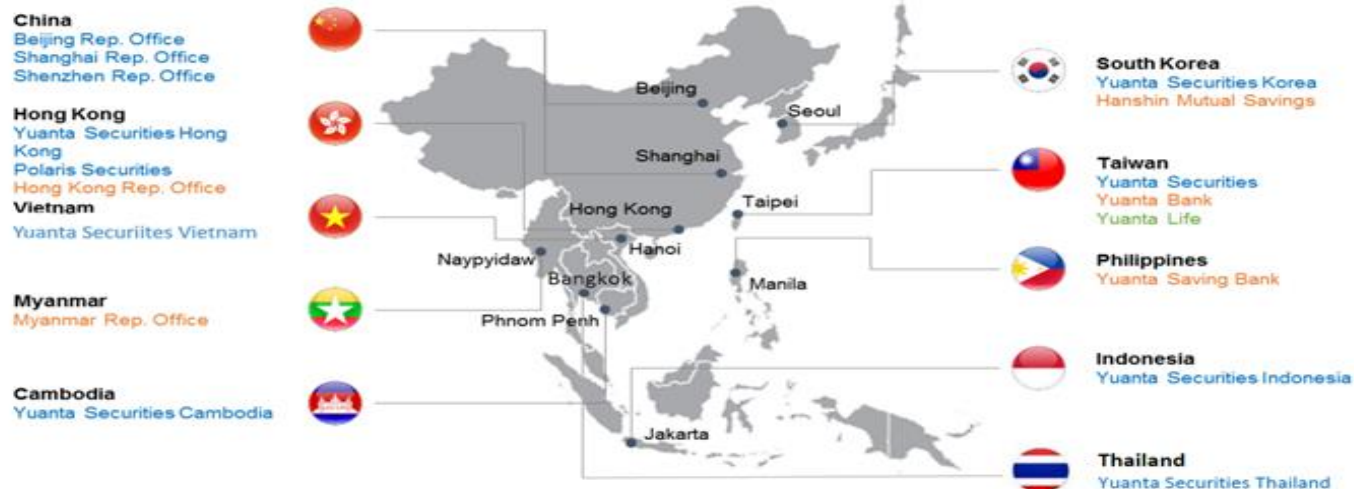 China
Beijing Rep. Office
Shanghai Rep. Office
Shenzhen Rep. Office
Hong Kong
Yuanta Securities Hong
Kong
Polaris Securities
Hong Kong Rep. Office
Vietnam
Yuanta Securiites Vietnam
Myanmar
Myanmar Rep. Office
Cambodia
Yuanta Securities Cambodia
Beijing
Seoul
Shanghai
Taipei
Hong Kong
Hanoi
Naypyidaw
Bangkok
Manila
Phnom Penh
Jakarta
South Korea
Yuanta Securities Korea
Hanshin Mutual Savings
Taiwan
Yuanta Securities
Yuanta Bank
Yuanta Life
Philippines
Yuanta Saving Bank
Indonesia
Yuanta Securities Indonesia
Thailand
Yuanta Securities Thailand